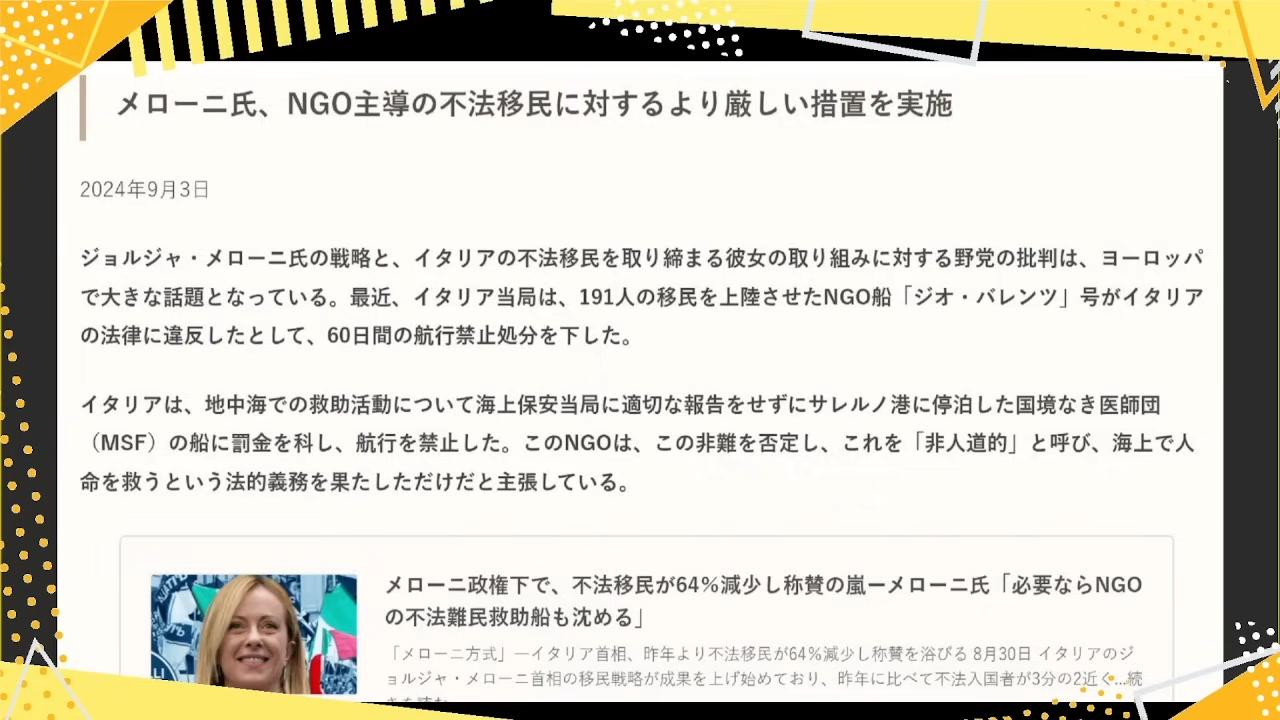 メローニ氏、NGO主導の不法移民に対するより厳しい措置を実施
2024年9月3日
ジョルジャ・メローニ氏の戦略と、イタリアの不法移民を取り締まる彼女の取り組みに対する野党の批判は、ヨーロッパ
で大きな話題となっている。最近、イタリア当局は、191人の移民を上陸させたNGO船「ジオ・バレンツ」号がイタリア
の法律に違反したとして、60日間の航行禁止処分を下した。
イタリアは、地中海での救助活動について海上保安当局に適切な報告をせずにサレルノ港に停泊した国境なき医師団
（MSF）の船に罰金を科し、航行を禁止した。このNGOは、この非難を否定し、これを「非人道的」と呼び、海上で人
命を救うという法的義務を果たしただけだと主張している。
メローニ政権下で、不法移民が64%減少し称賛の嵐ーメローニ氏「必要ならNGO
の不法難民救助船も沈める」
「メローニ方式」―イタリア首相、昨年より不法移民が64%減少し称賛を浴びる 8月30日 イタリアのジ
ョルジャ・メローニ首相の移民戦略が成果を上げ始めており、昨年に比べて不法入国者が3分の2近く...続